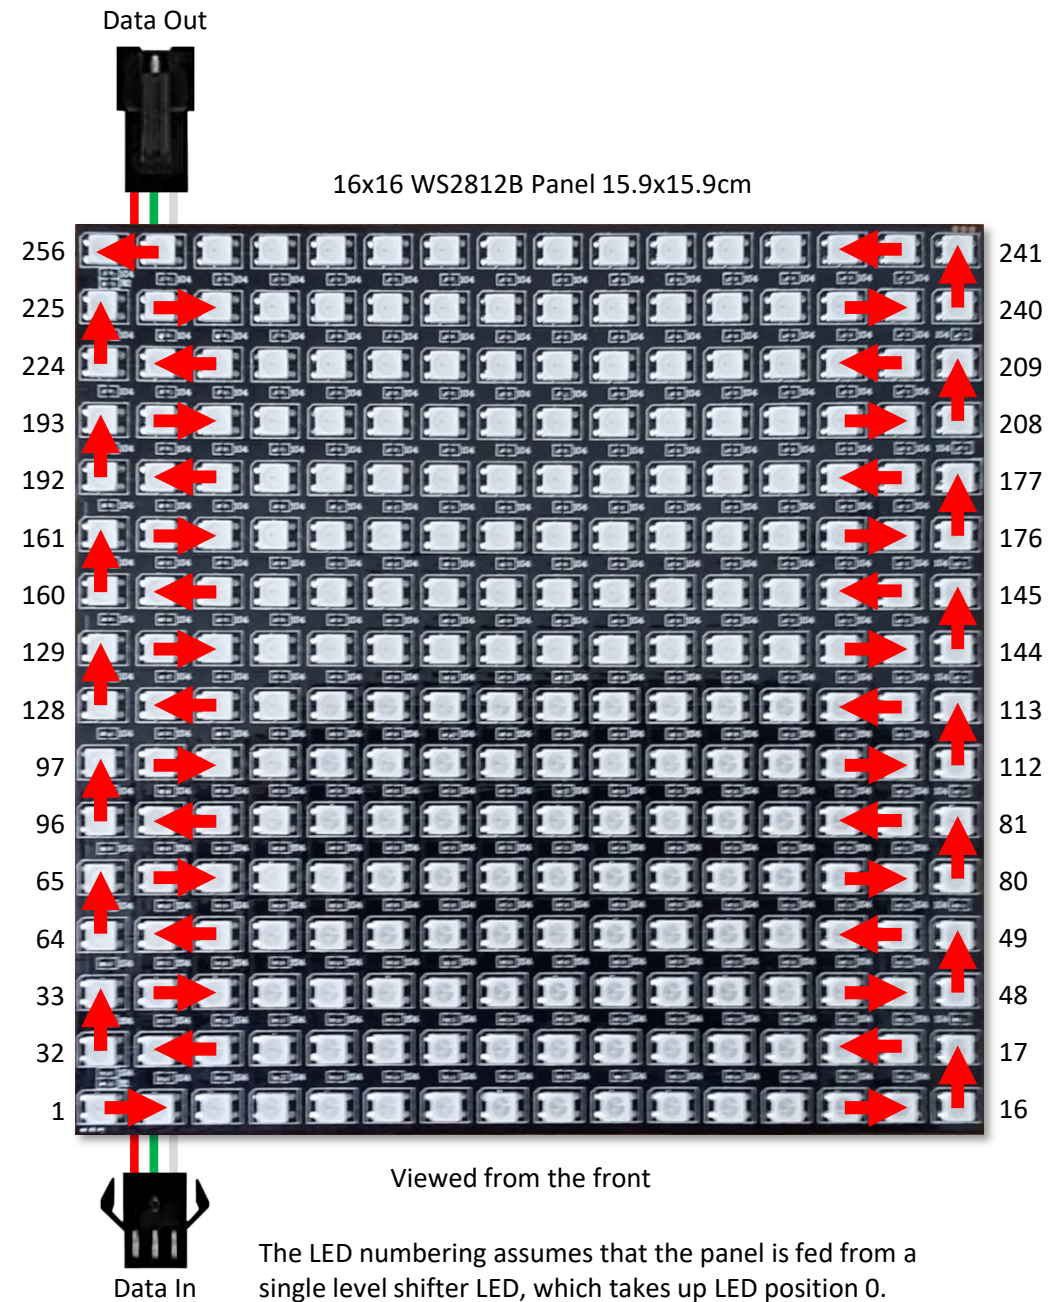 Data Out
16x16 WS2812B Panel 15.9x15.9cm
256 241
225 240
224 209
193 208
192 177
161 176
160 145
129 144
128 113
97 112
96 81
65 80
64 49
33 48
32 17
1 16
Viewed from the front
Data In
The LED numbering assumes that the panel is fed from a
single level shifter LED, which takes up LED position 0.